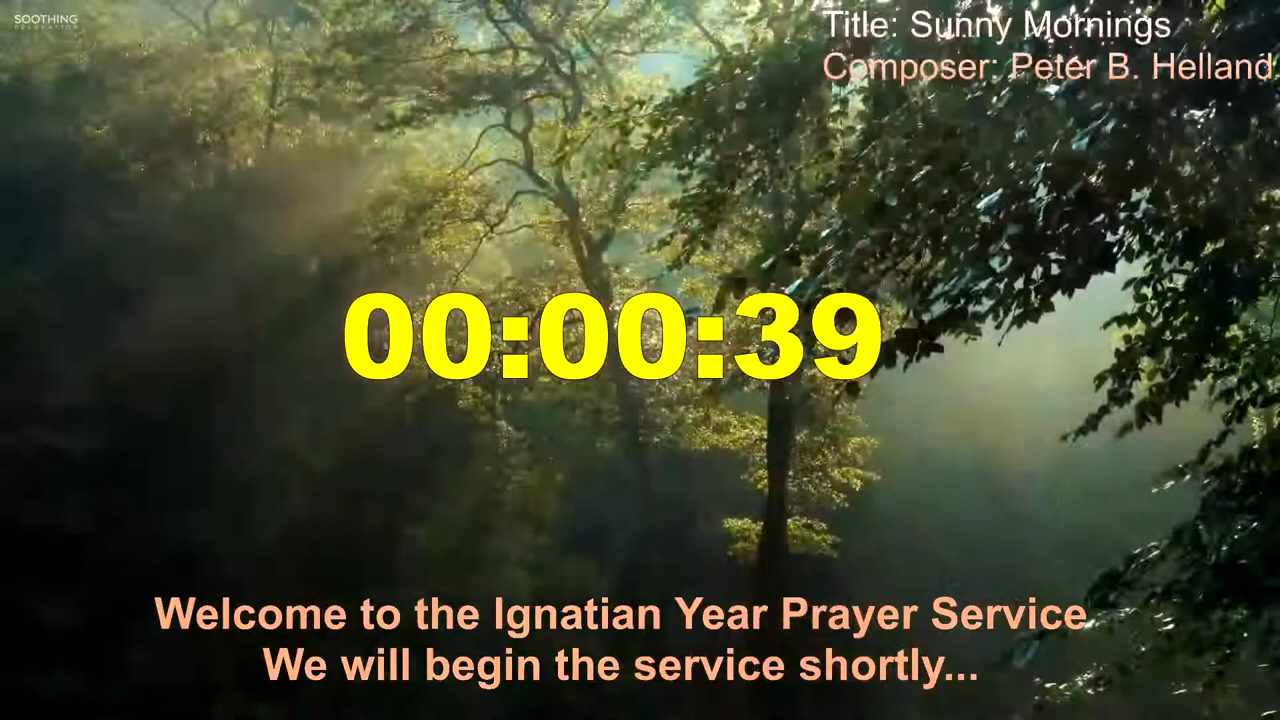 SOOTHING
RELAXATION
Title: Sunny Mornings
Composer: Peter B. Helland
00:00:39
Welcome to the Ignatian Year Prayer Service
We will begin the service shortly...